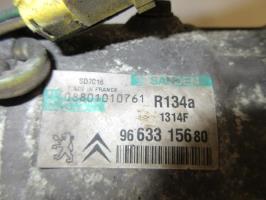 SD7C16
SANDEN
MADE IN FRANCE
08801010761 R134a
1314F
96 633 156 80